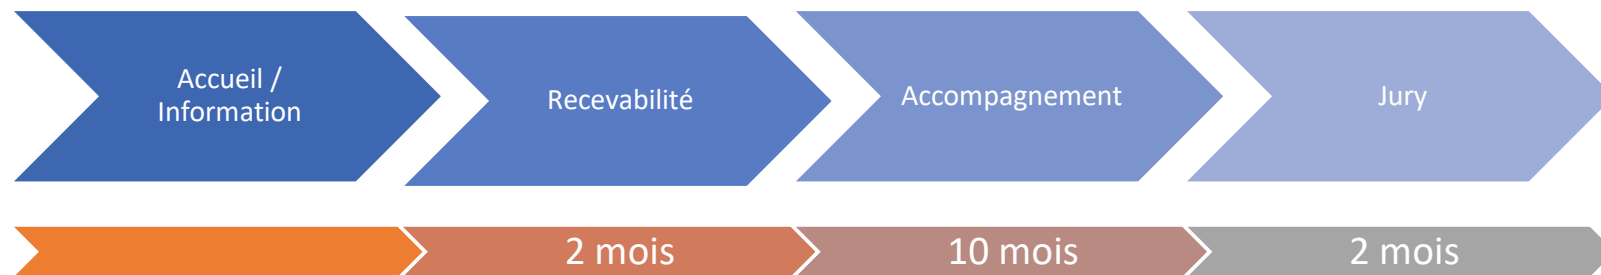 Accueil /
Information
Recevabilité
Accompagnement
Jury
2 mois
10 mois
2 mois